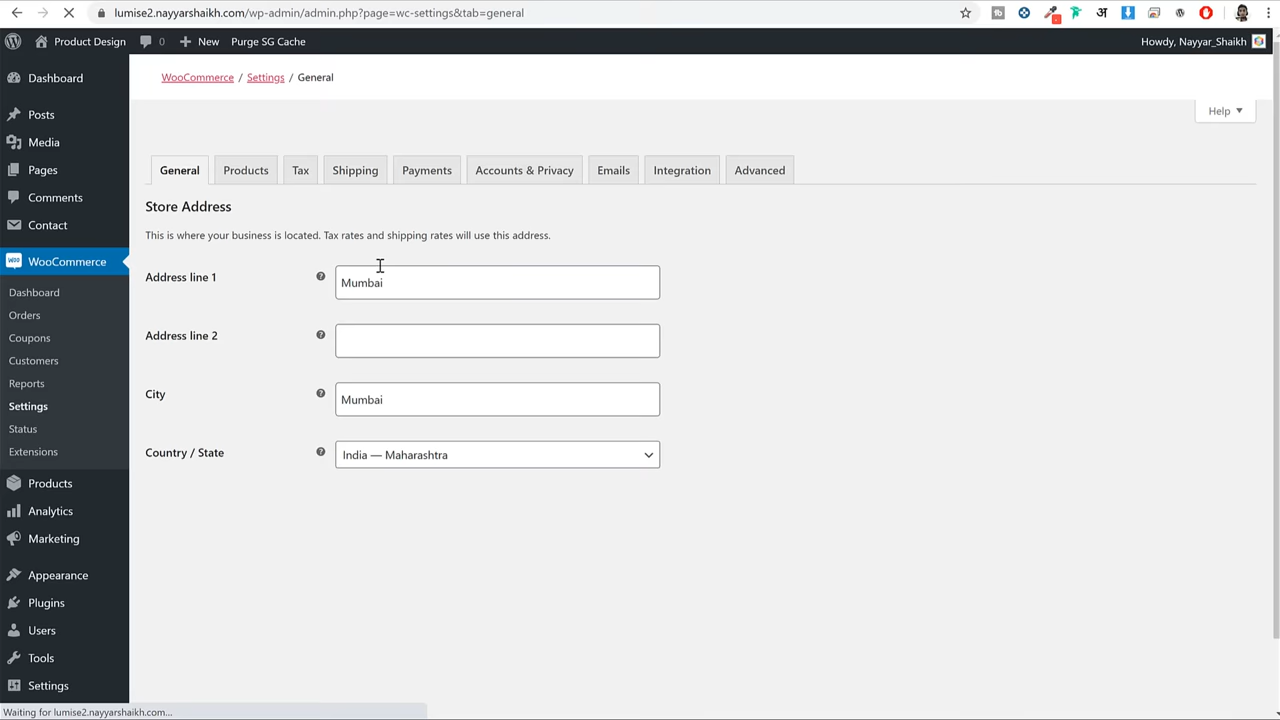 lumise2.nayyarshaikh.com/wp-admin/admin.php?page=wc-settings&tab=general
Product Design 0 New Purge SG Cache Howdy, Nayyar_Shaikh
Dashboard
Posts
Media
Pages
Comments
Contact
WooCommerce
Dashboard
Orders
Coupons
Customers
Reports
Settings
Status
Extensions
Products
Analytics
Marketing
Appearance
Plugins
Users
Tools
Settings
WooCommerce / Settings / General
Help
General Products Tax Shipping Payments Accounts & Privacy Emails Integration Advanced
Store Address
This is where your business is located. Tax rates and shipping rates will use this address.
Address line 1 Mumbai
Address line 2
City Mumbai
Country / State India — Maharashtra
Waiting for lumise2.nayyarshaikh.com...